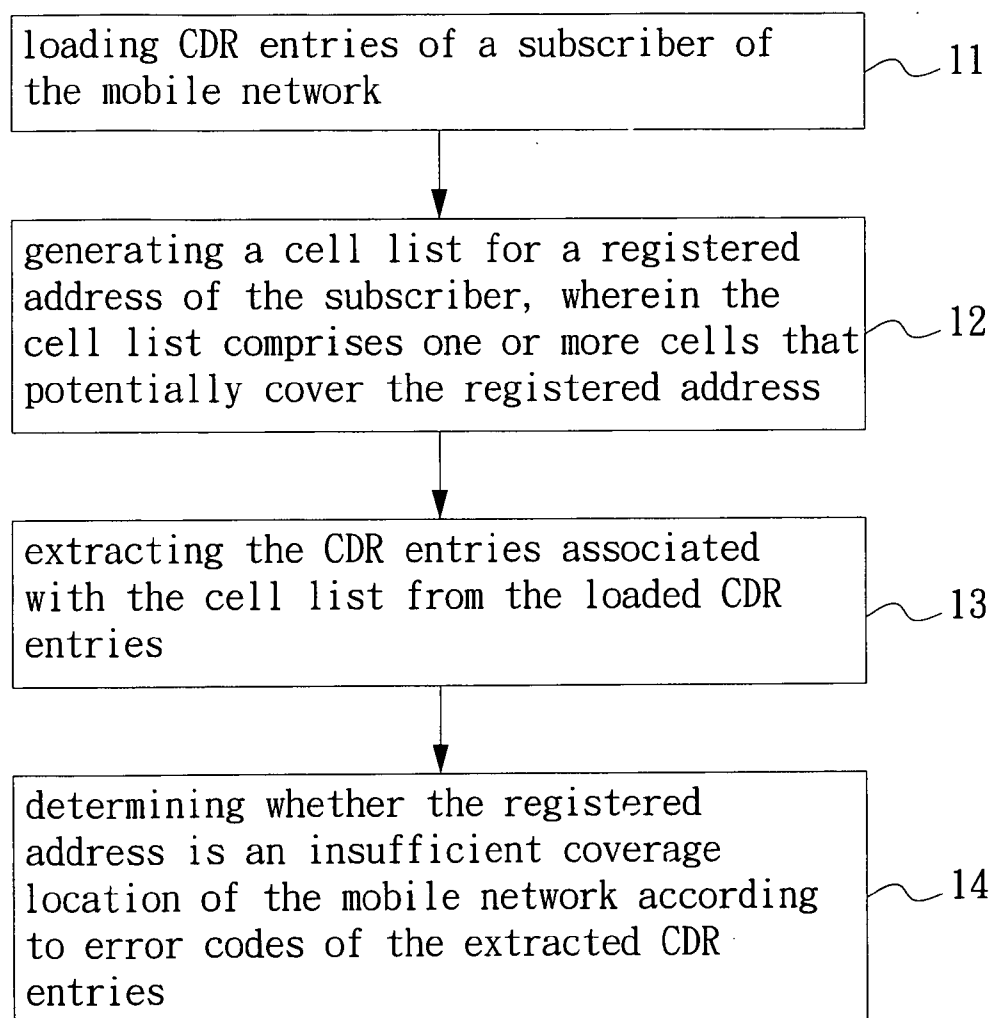 loading CDR entries of a subscriber of
the mobile network
11
generating a cell list for a registered
address of the subscriber, wherein the
cell list comprises one or more cells that
potentially cover the registered address
12
extracting the CDR entries associated
with the cell list from the loaded CDR
entries
13
determining whether the registered
address is an insufficient coverage
location of the mobile network according
to error codes of the extracted CDR
entries
14